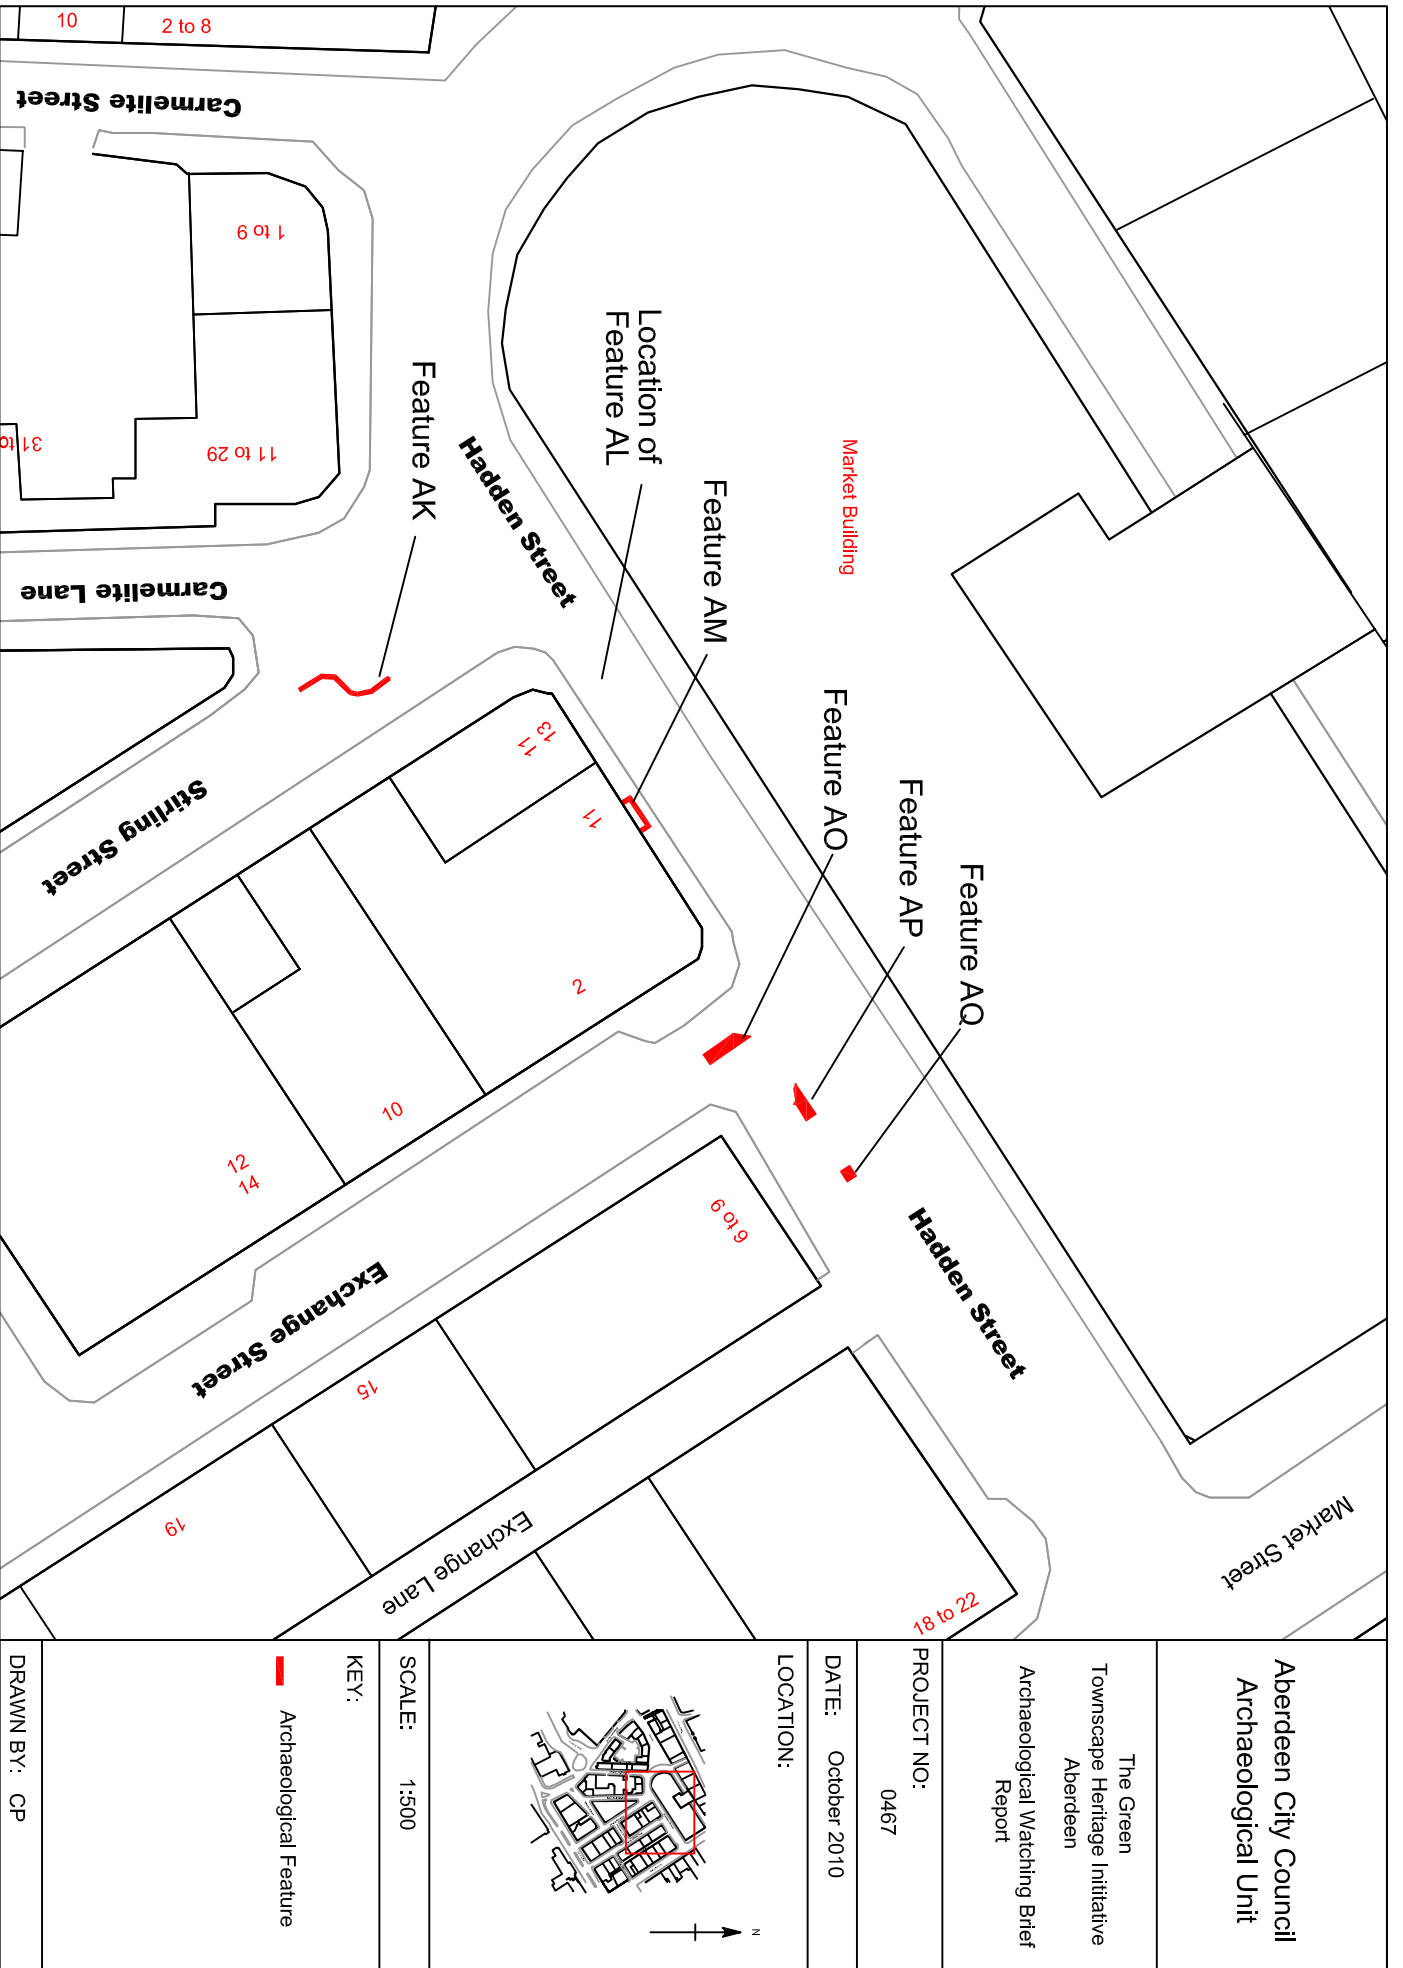 10
2 to 8
Carmelite Street
1 to 9
11 to 29
31 to
Carmelite Lane
Feature AK
Location of
Feature AL
Hadden Street
Feature AM
Market Building
Feature AO
Feature AP
Feature AQ
13
11
11
2
10
12
14
Stirling Street
Exchange Street
6 to 9
15
19
Exchange Lane
Hadden Street
18 to 22
Market Street
Aberdeen City Council
Archaeological Unit
The Green
Townscape Heritage Inititative
Aberdeen
Archaeological Watching Brief
Report
PROJECT NO:
0467
DATE: October 2010
LOCATION:
N
SCALE: 1:500
KEY:
Archaeological Feature
DRAWN BY: CP